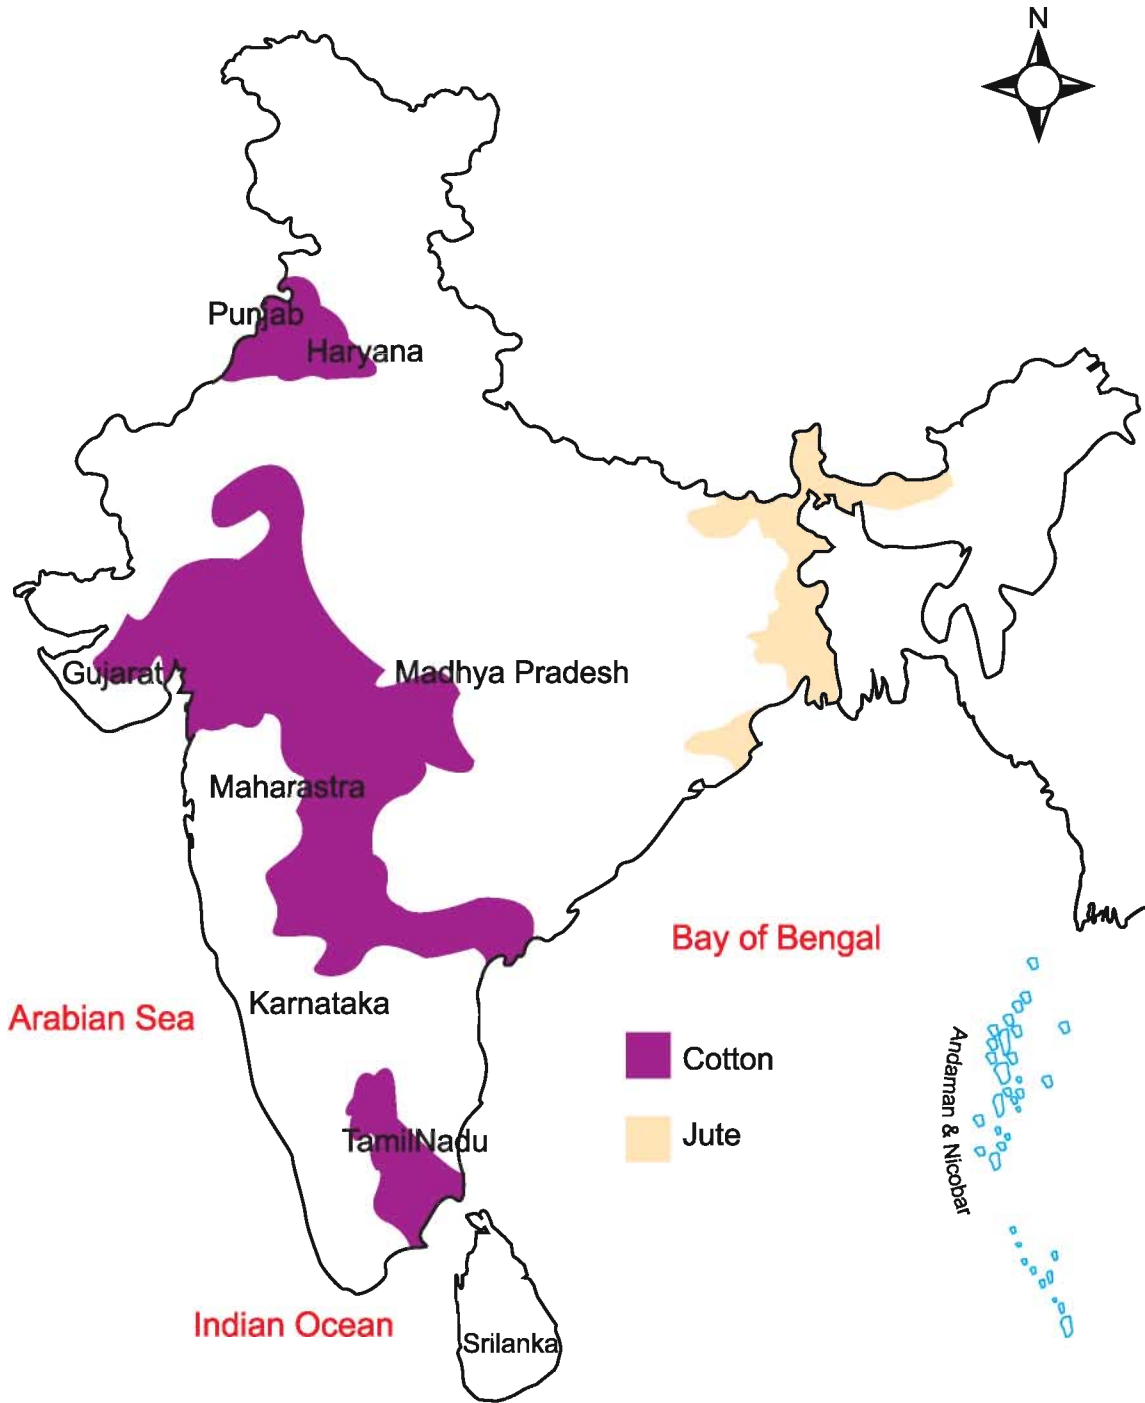 N
Punjab
Haryana
Gujarat
Madhya Pradesh
Maharastra
Bay of Bengal
Karnataka
Arabian Sea
Cotton
Jute
Andaman & Nicobar
TamilNadu
Indian Ocean
Srilanka